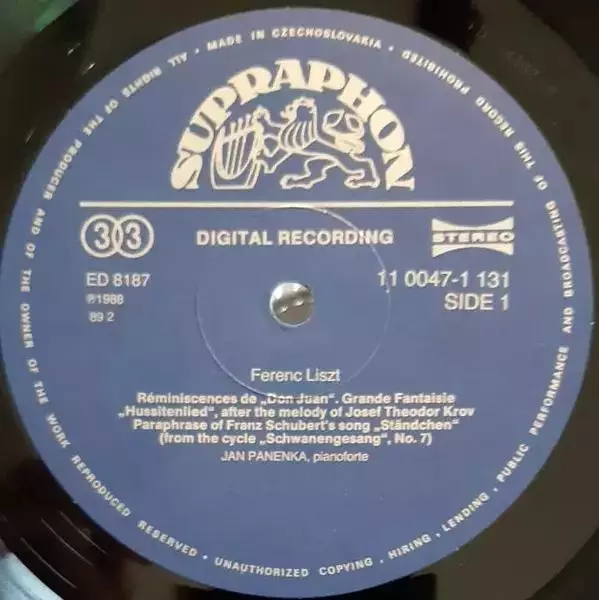 ALL RIGHTS OF THE PRODUCER AND OF THE OWNER OF THE WORK REPRODUCED RESERVED • UNAUTHORIZED COPYING, HIRING, LENDING, PUBLIC PERFORMANCE AND BROADCASTING OF THIS RECORD PROHIBITED • MADE IN CZECHOSLOVAKIA •
SUPRAPHON
33 DIGITAL RECORDING STEREO
ED 8187 11 0047-1 131
℗1988 SIDE 1
89 2
Ferenc Liszt
Réminiscences de „Don Juan". Grande Fantaisie
„Hussitenlied", after the melody of Josef Theodor Krov
Paraphrase of Franz Schubert's song „Ständchen"
(from the cycle „Schwanengesang", No. 7)
JAN PANENKA, pianoforte